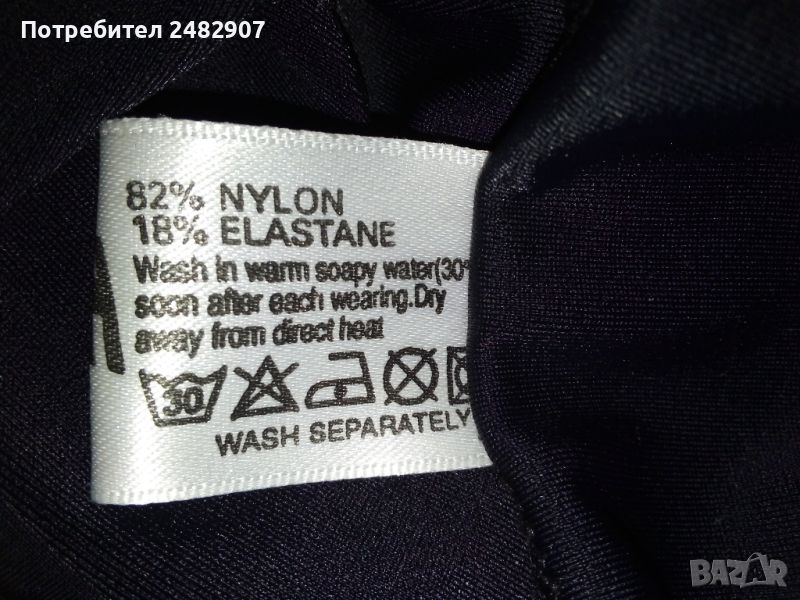 Потребител 2482907
82% NYLON
18% ELASTANE
Wash in warm soapy water(30°
soon after each wearing.Dry
away from direct heat
30
WASH SEPARATELY
BAZAR